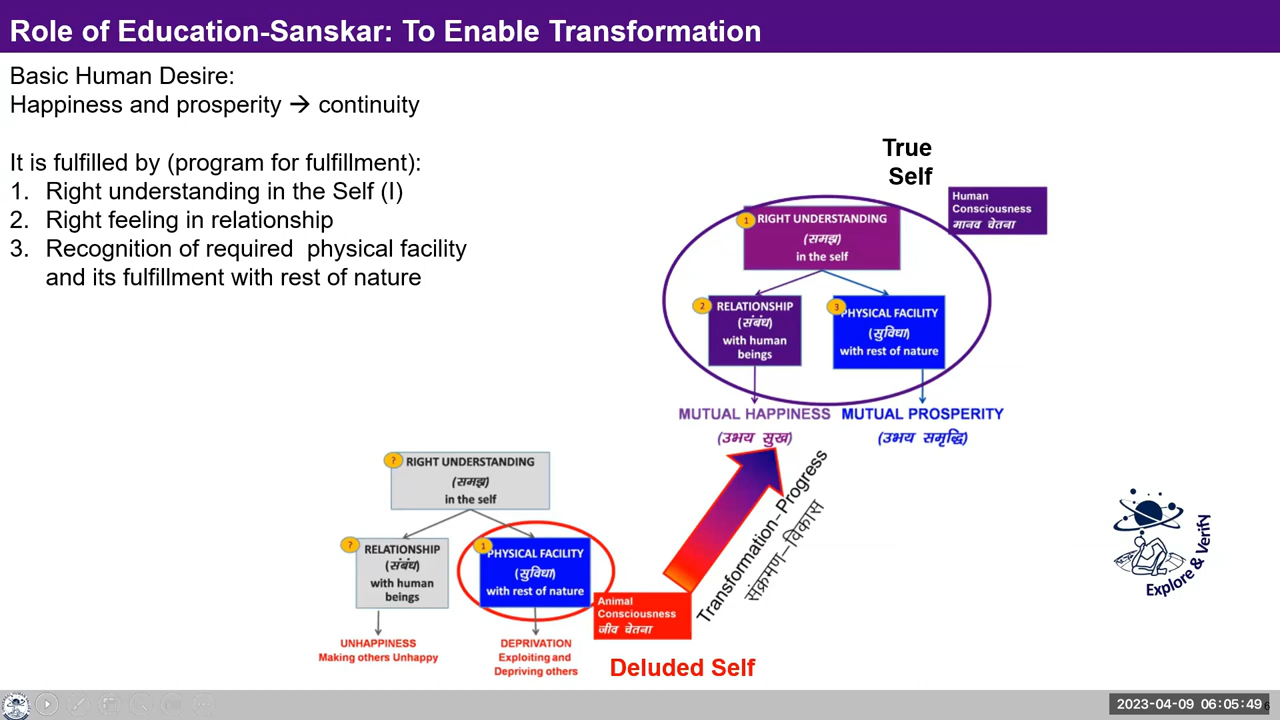 Role of Education-Sanskar: To Enable Transformation
Basic Human Desire:
Happiness and prosperity → continuity
It is fulfilled by (program for fulfillment):
1. Right understanding in the Self (I)
2. Right feeling in relationship
3. Recognition of required physical facility
and its fulfillment with rest of nature
True
Self
Human
Consciousness
मानव चेतना
1
RIGHT UNDERSTANDING
(समझ)
in the self
2
RELATIONSHIP
(संबंध)
with human
beings
3
PHYSICAL FACILITY
(सुविधा)
with rest of nature
MUTUAL HAPPINESS
(उभय सुख)
MUTUAL PROSPERITY
(उभय समृद्धि)
Transformation–Progress
संक्रमण–विकास
?
RIGHT UNDERSTANDING
(समझ)
in the self
?
RELATIONSHIP
(संबंध)
with human
beings
1
PHYSICAL FACILITY
(सुविधा)
with rest of nature
Animal
Consciousness
जीव चेतना
UNHAPPINESS
Making others Unhappy
DEPRIVATION
Exploiting and
Depriving others
Deluded Self
Explore & Verify
2023-04-09 06:05:49
6